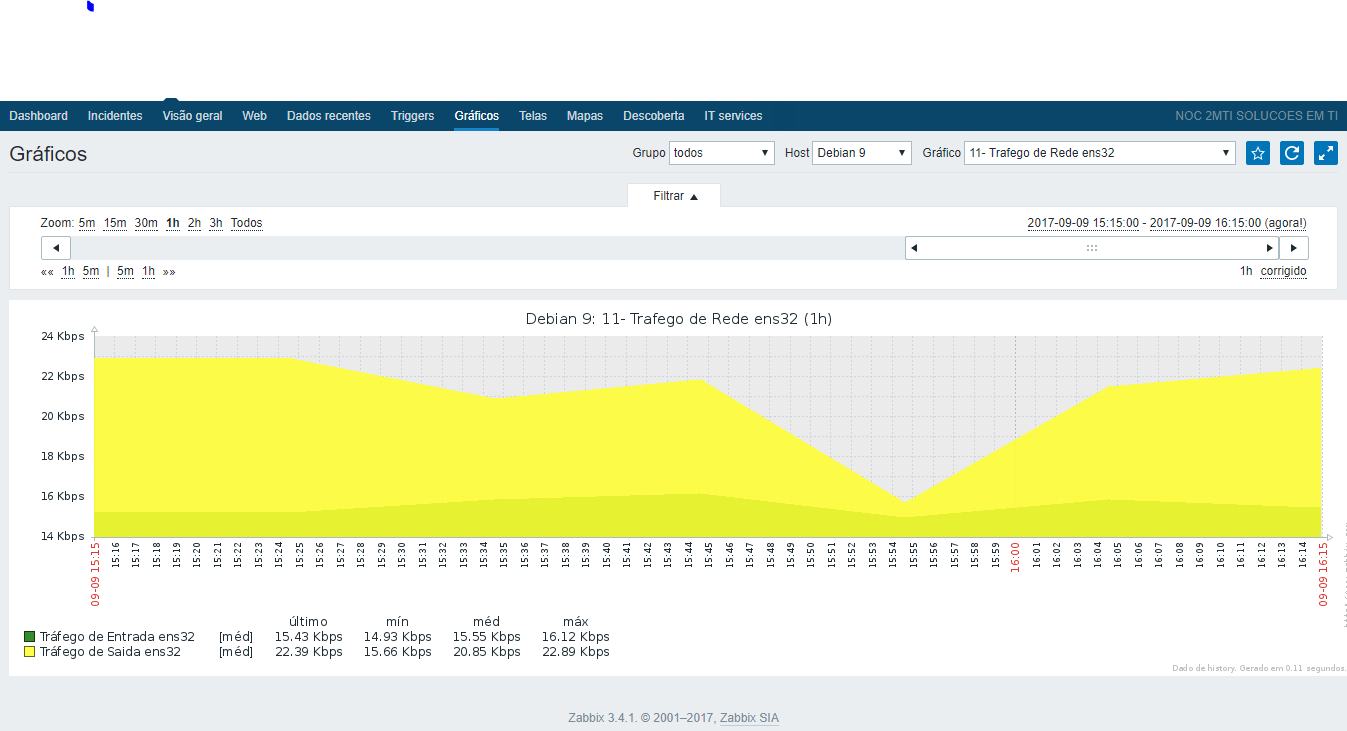 Dashboard Incidentes Visão geral Web Dados recentes Triggers Gráficos Telas Mapas Descoberta IT services NOC 2MTI SOLUCOES EM TI
Gráficos Grupo todos Host Debian 9 Gráfico 11- Trafego de Rede ens32
Filtrar ▲
Zoom: 5m 15m 30m 1h 2h 3h Todos 2017-09-09 15:15:00 - 2017-09-09 16:15:00 (agora!)
«« 1h 5m | 5m 1h »» 1h corrigido
Debian 9: 11- Trafego de Rede ens32 (1h)
24 Kbps
22 Kbps
20 Kbps
18 Kbps
16 Kbps
14 Kbps
09-09 15:15 15:16 15:17 15:18 15:19 15:20 15:21 15:22 15:23 15:24 15:25 15:26 15:27 15:28 15:29 15:30 15:31 15:32 15:33 15:34 15:35 15:36 15:37 15:38 15:39 15:40 15:41 15:42 15:43 15:44 15:45 15:46 15:47 15:48 15:49 15:50 15:51 15:52 15:53 15:54 15:55 15:56 15:57 15:58 15:59 16:00 16:01 16:02 16:03 16:04 16:05 16:06 16:07 16:08 16:09 16:10 16:11 16:12 16:13 16:14 09-09 16:15
último mín méd máx
Tráfego de Entrada ens32 [méd] 15.43 Kbps 14.93 Kbps 15.55 Kbps 16.12 Kbps
Tráfego de Saida ens32 [méd] 22.39 Kbps 15.66 Kbps 20.85 Kbps 22.89 Kbps
Dado de history. Gerado em 0.11 segundos.
Zabbix 3.4.1. © 2001–2017, Zabbix SIA